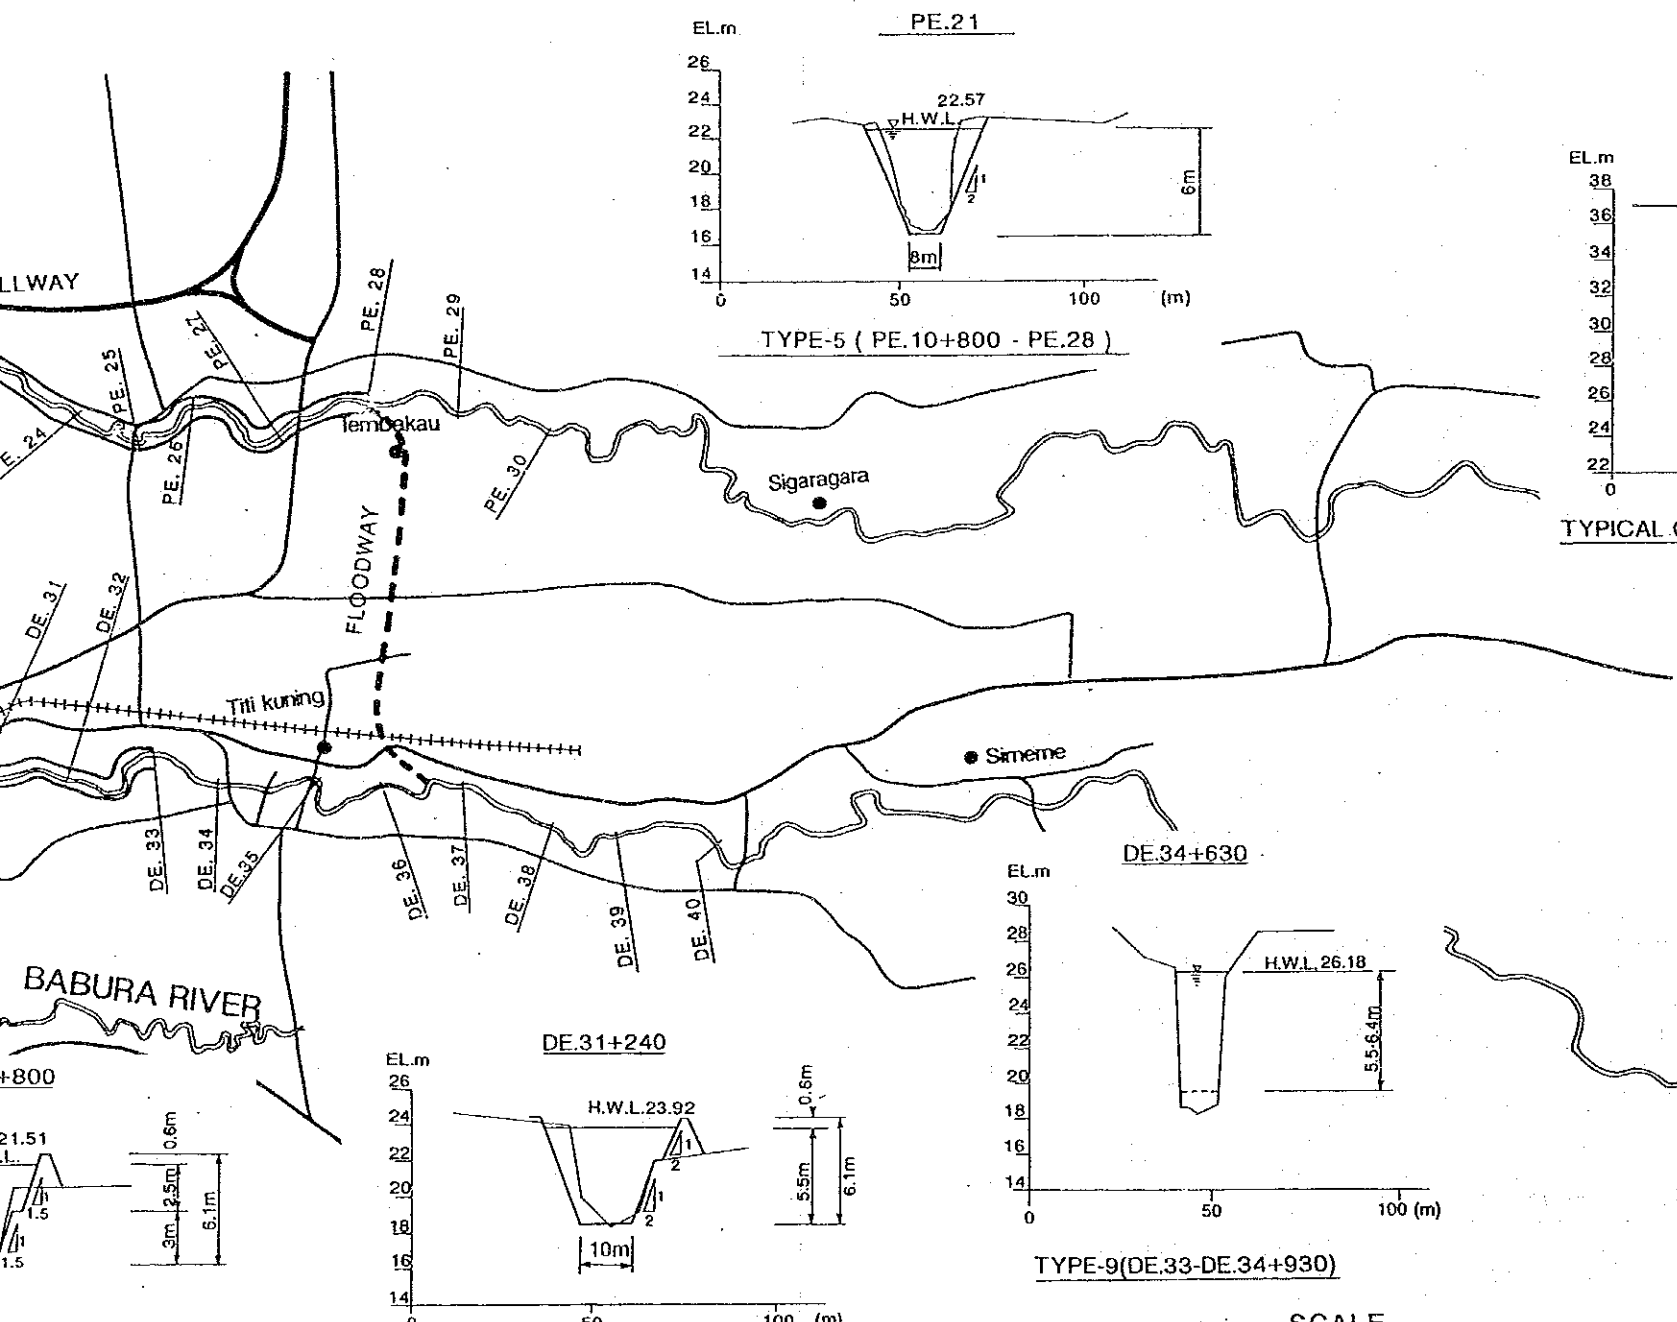 PE.21
EL.m
26
24
22
20
18
16
14
22.57
H.W.L.
1
2
6m
8m
0
50
100
(m)
TYPE-5 ( PE.10+800 - PE.28 )
EL.m
38
36
34
32
30
28
26
24
22
0
TYPICAL
LLWAY
E. 24
PE. 25
PE. 26
PE. 27
PE. 28
PE. 29
PE. 30
Tembakau
Sigaragara
FLOODWAY
DE. 31
DE. 32
Titi kuning
Simeme
DE. 33
DE. 34
DE.35
DE. 36
DE. 37
DE. 38
DE. 39
DE. 40
BABURA RIVER
+800
21.51
.L.
1
1.5
1
1.5
0.6m
2.5m
3m
6.1m
DE.31+240
EL.m
26
24
22
20
18
16
14
H.W.L.23.92
1
2
1
2
10m
0.6m
5.5m
6.1m
0
50
100
(m)
DE.34+630
EL.m
30
28
26
24
22
20
18
16
14
H.W.L.26.18
5.5-6.4m
0
50
100 (m)
TYPE-9(DE.33-DE.34+930)
SCALE